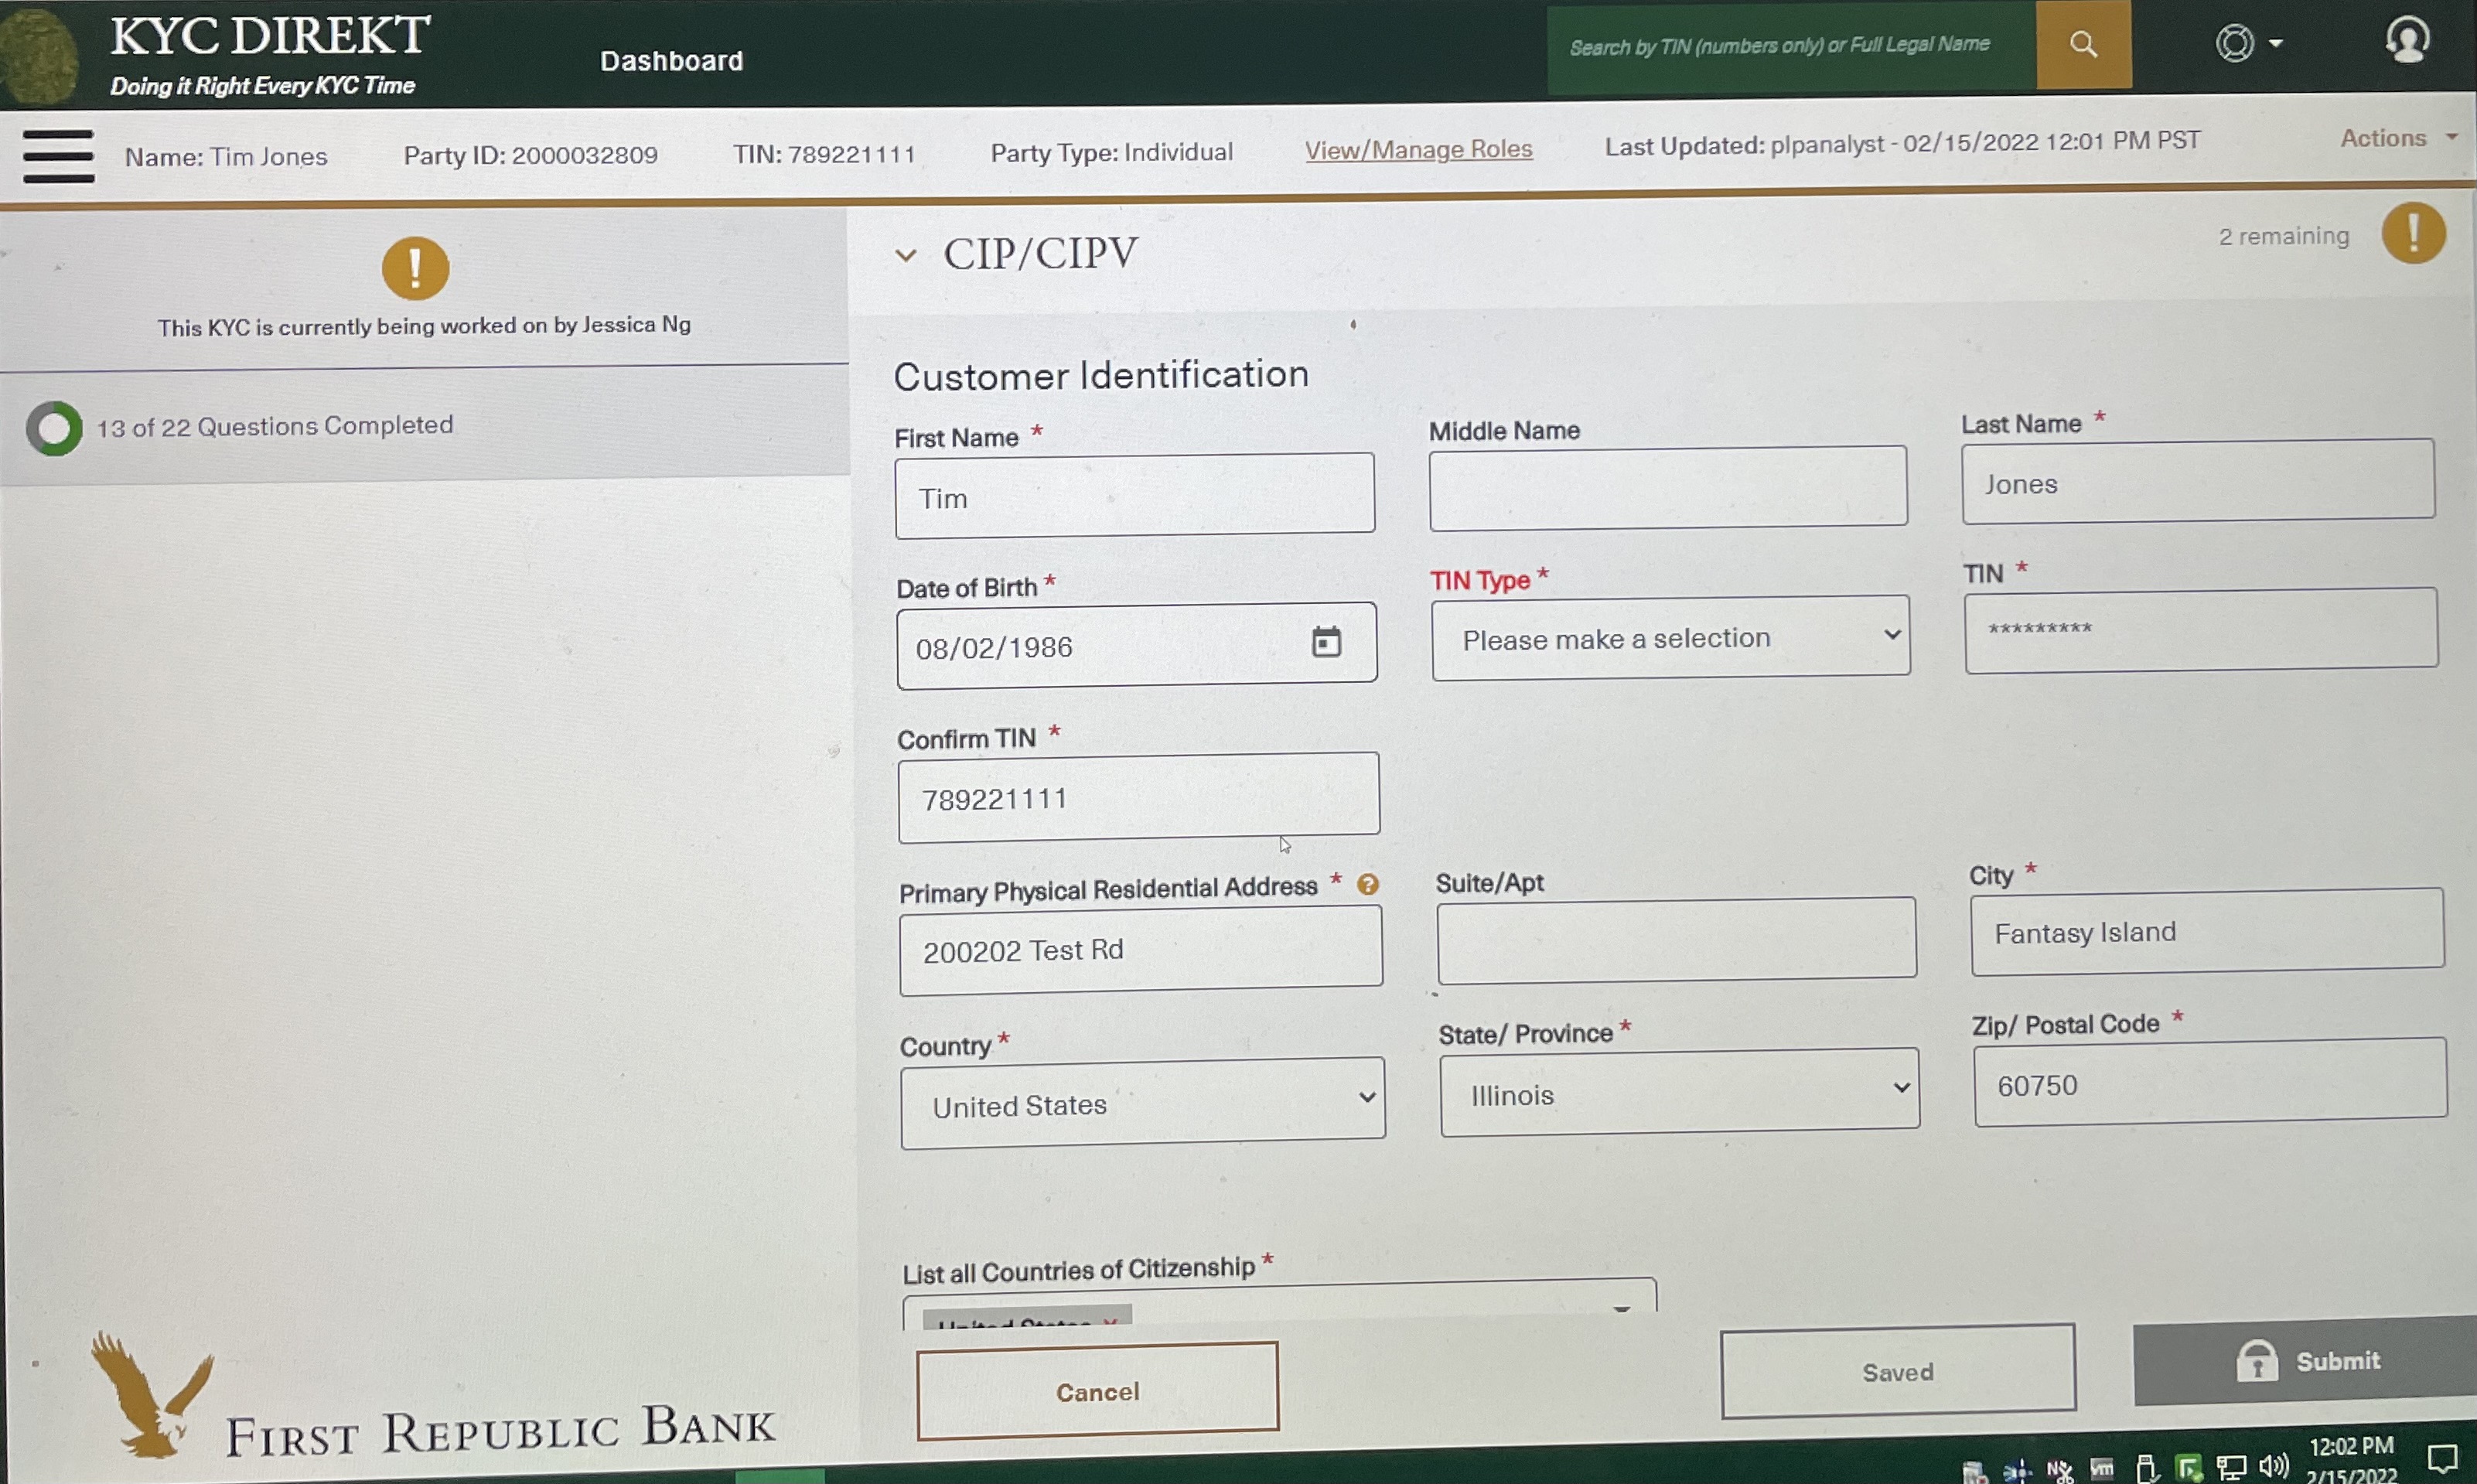 KYC DIREKT
Doing it Right Every KYC Time
Dashboard
Search by TIN (numbers only) or Full Legal Name
Name: Tim Jones
Party ID: 2000032809
TIN: 789221111
Party Type: Individual
View/Manage Roles
Last Updated: plpanalyst - 02/15/2022 12:01 PM PST
Actions
!
This KYC is currently being worked on by Jessica Ng
13 of 22 Questions Completed
CIP/CIPV
2 remaining
!
Customer Identification
First Name *
Middle Name
Last Name *
Tim
Jones
Date of Birth *
TIN Type *
TIN *
08/02/1986
Please make a selection
*********
Confirm TIN *
789221111
Primary Physical Residential Address * ?
Suite/Apt
City *
200202 Test Rd
Fantasy Island
Country *
State/ Province *
Zip/ Postal Code *
United States
Illinois
60750
List all Countries of Citizenship *
United States x
Cancel
Saved
Submit
FIRST REPUBLIC BANK
vm
12:02 PM
2/15/2022